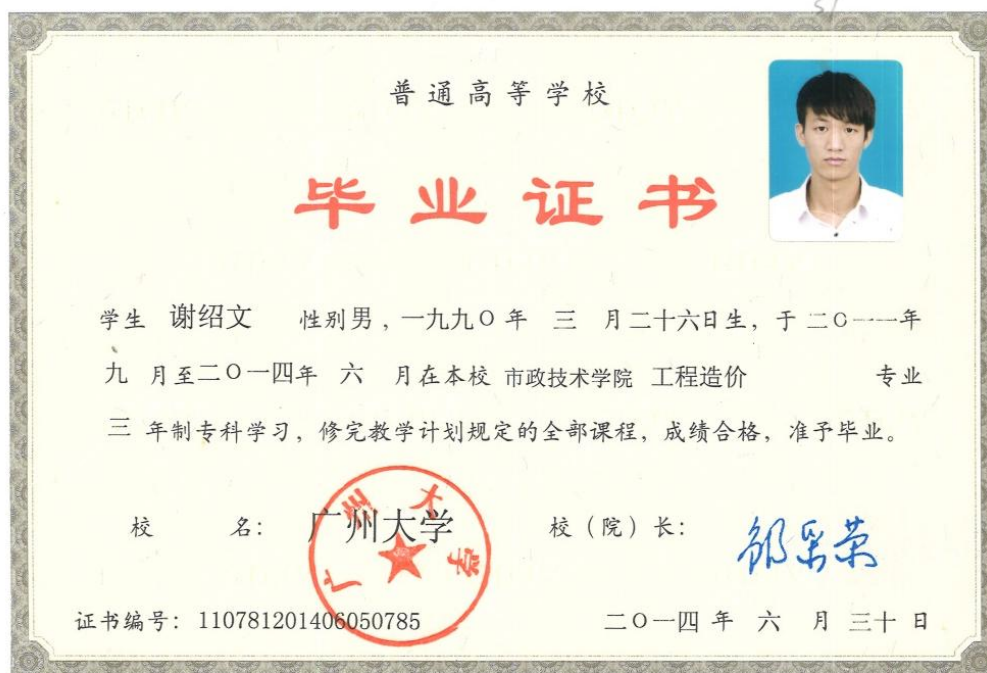 普通高等学校
毕业证书
学生 谢绍文 性别男，一九九〇年 三 月二十六日生，于二〇一一年
九 月至二〇一四年 六 月在本校 市政技术学院 工程造价 专业
三 年制专科学习，修完教学计划规定的全部课程，成绩合格，准予毕业。
校 名： 广州大学 校（院）长：
广州大学
证书编号：110781201406050785 二〇一四 年 六 月 三十 日